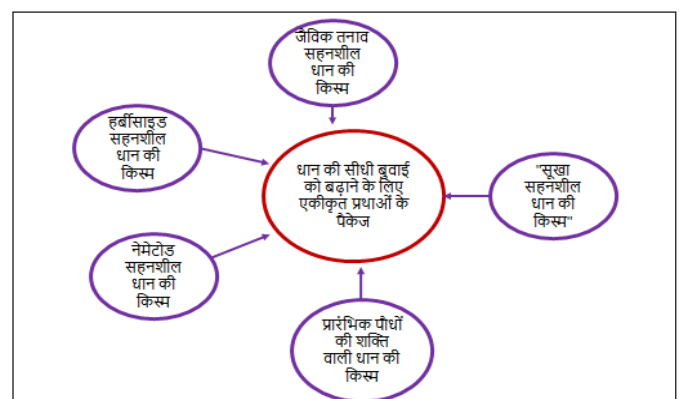 जैविक तनाव
सहनशील
धान की
किस्म
हर्बीसाइड
सहनशील
धान की
किस्म
धान की सीधी बुवाई
को बढ़ाने के लिए
एकीकृत प्रथाओं के
पैकेज
"सूखा
सहनशील
धान की
किस्म"
नेमेटोड
सहनशील
धान की
किस्म
प्रारंभिक पौधों
की शक्ति
वाली धान की
किस्म